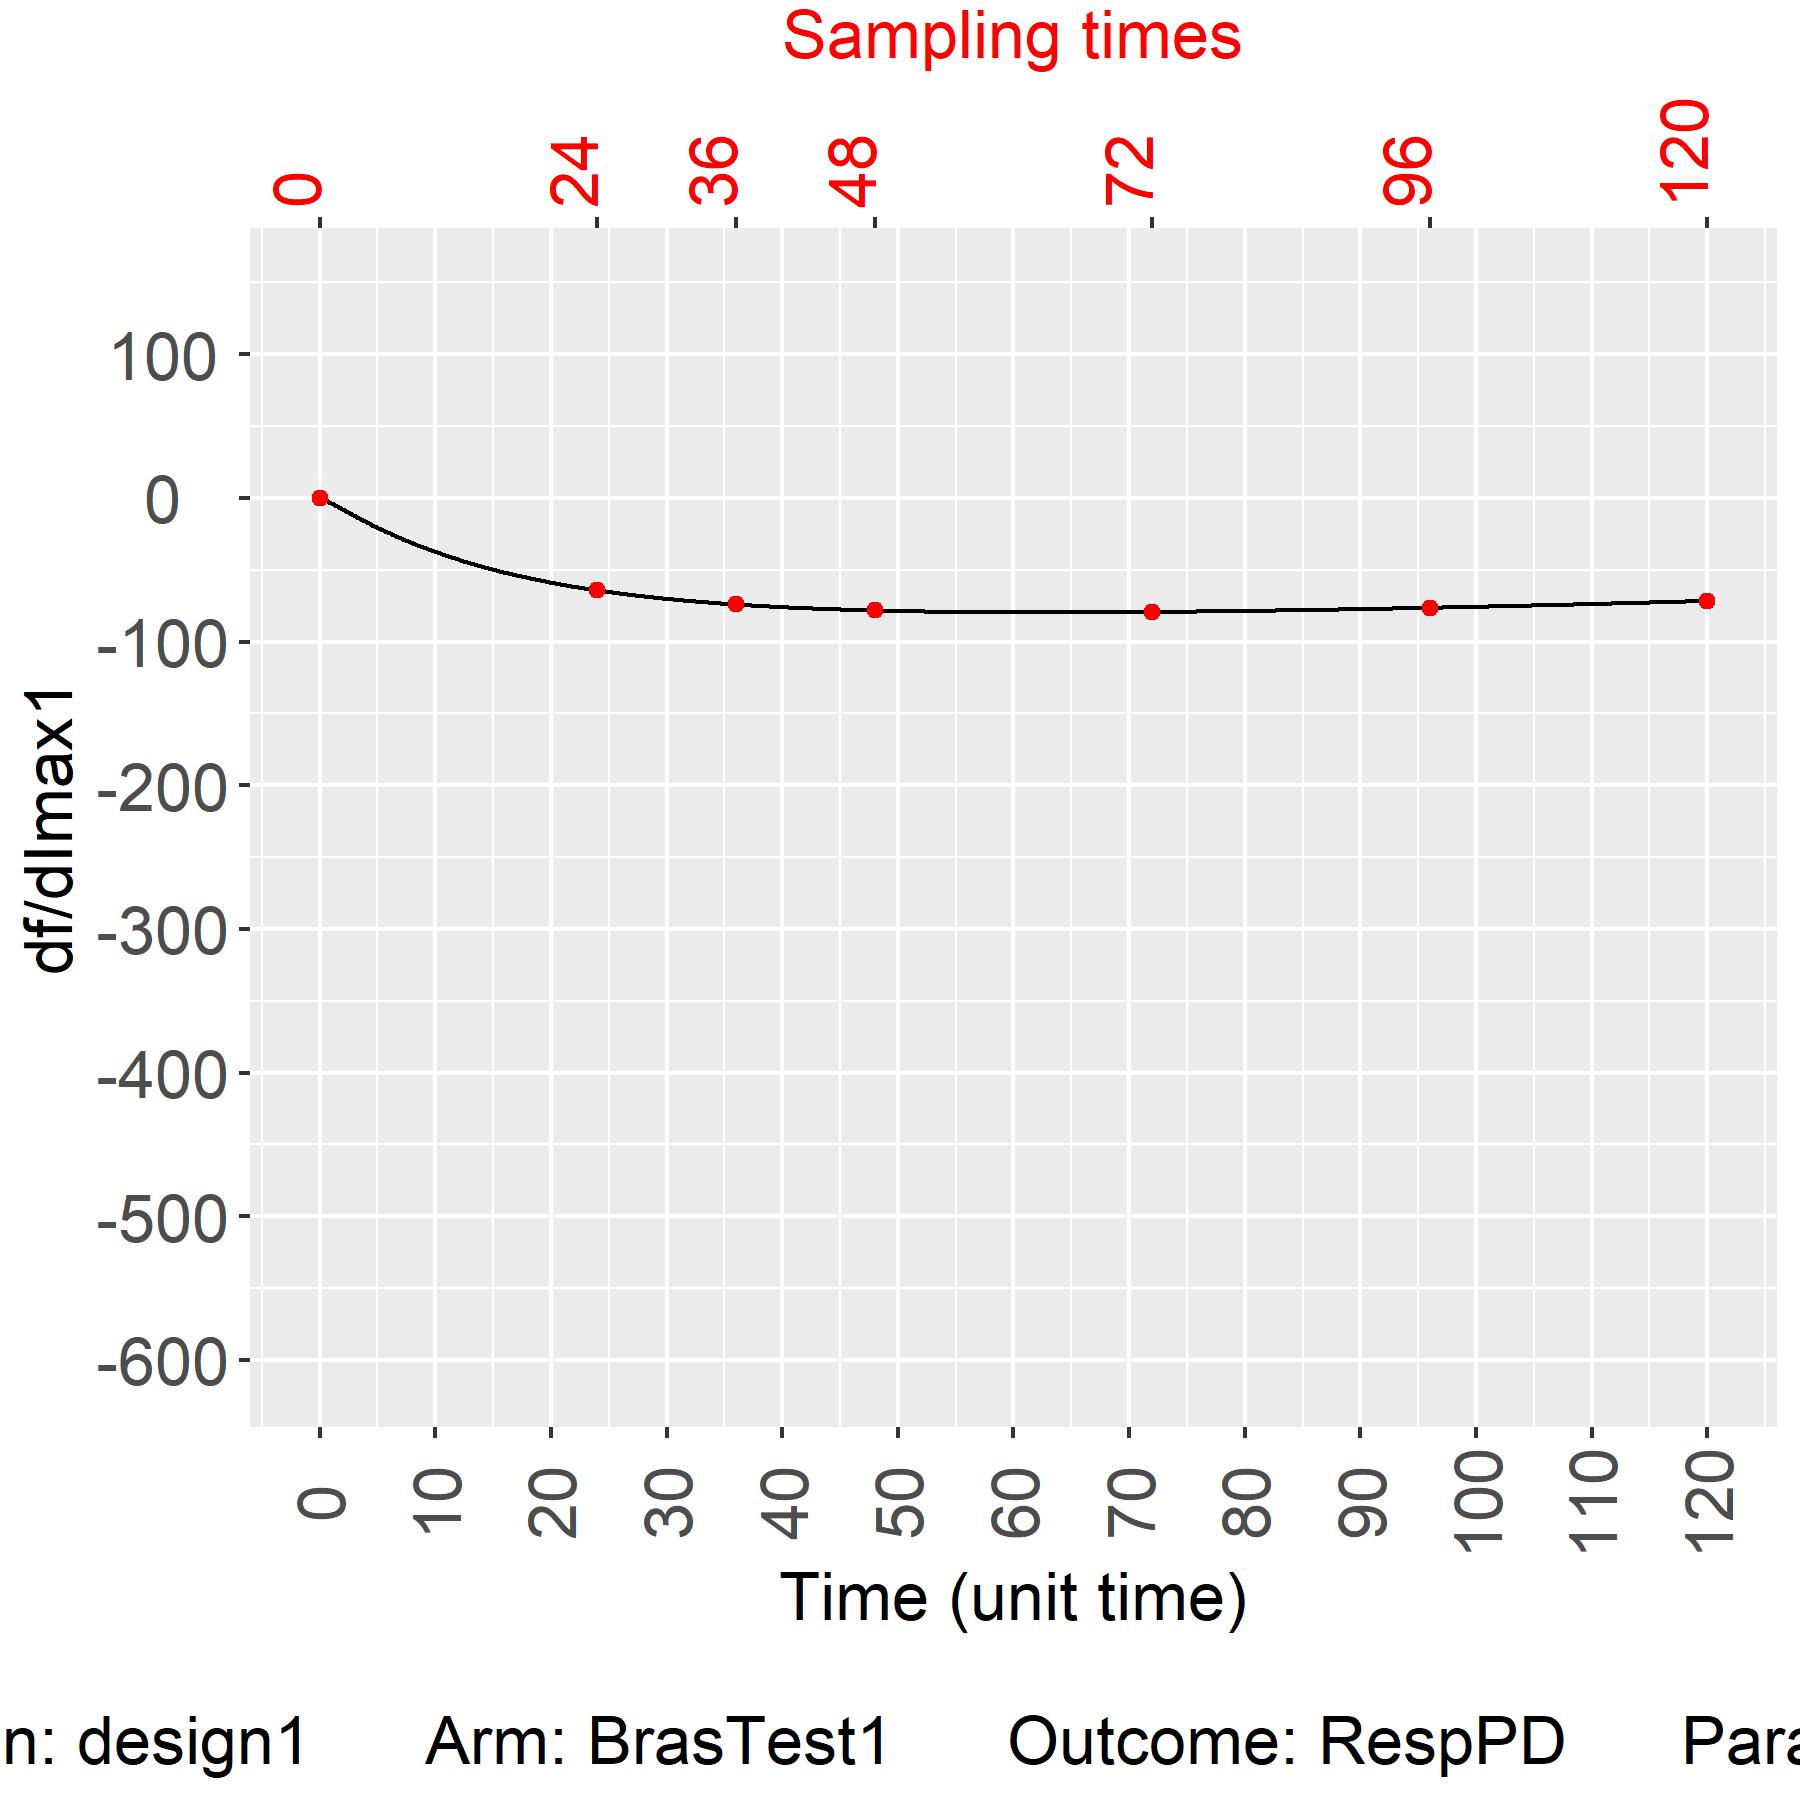 Sampling times
0 24 36 48 72 96 120
100
0
-100
-200
-300
-400
-500
-600
df/dImax1
0 10 20 30 40 50 60 70 80 90 100 110 120
Time (unit time)
n: design1 Arm: BrasTest1 Outcome: RespPD Para